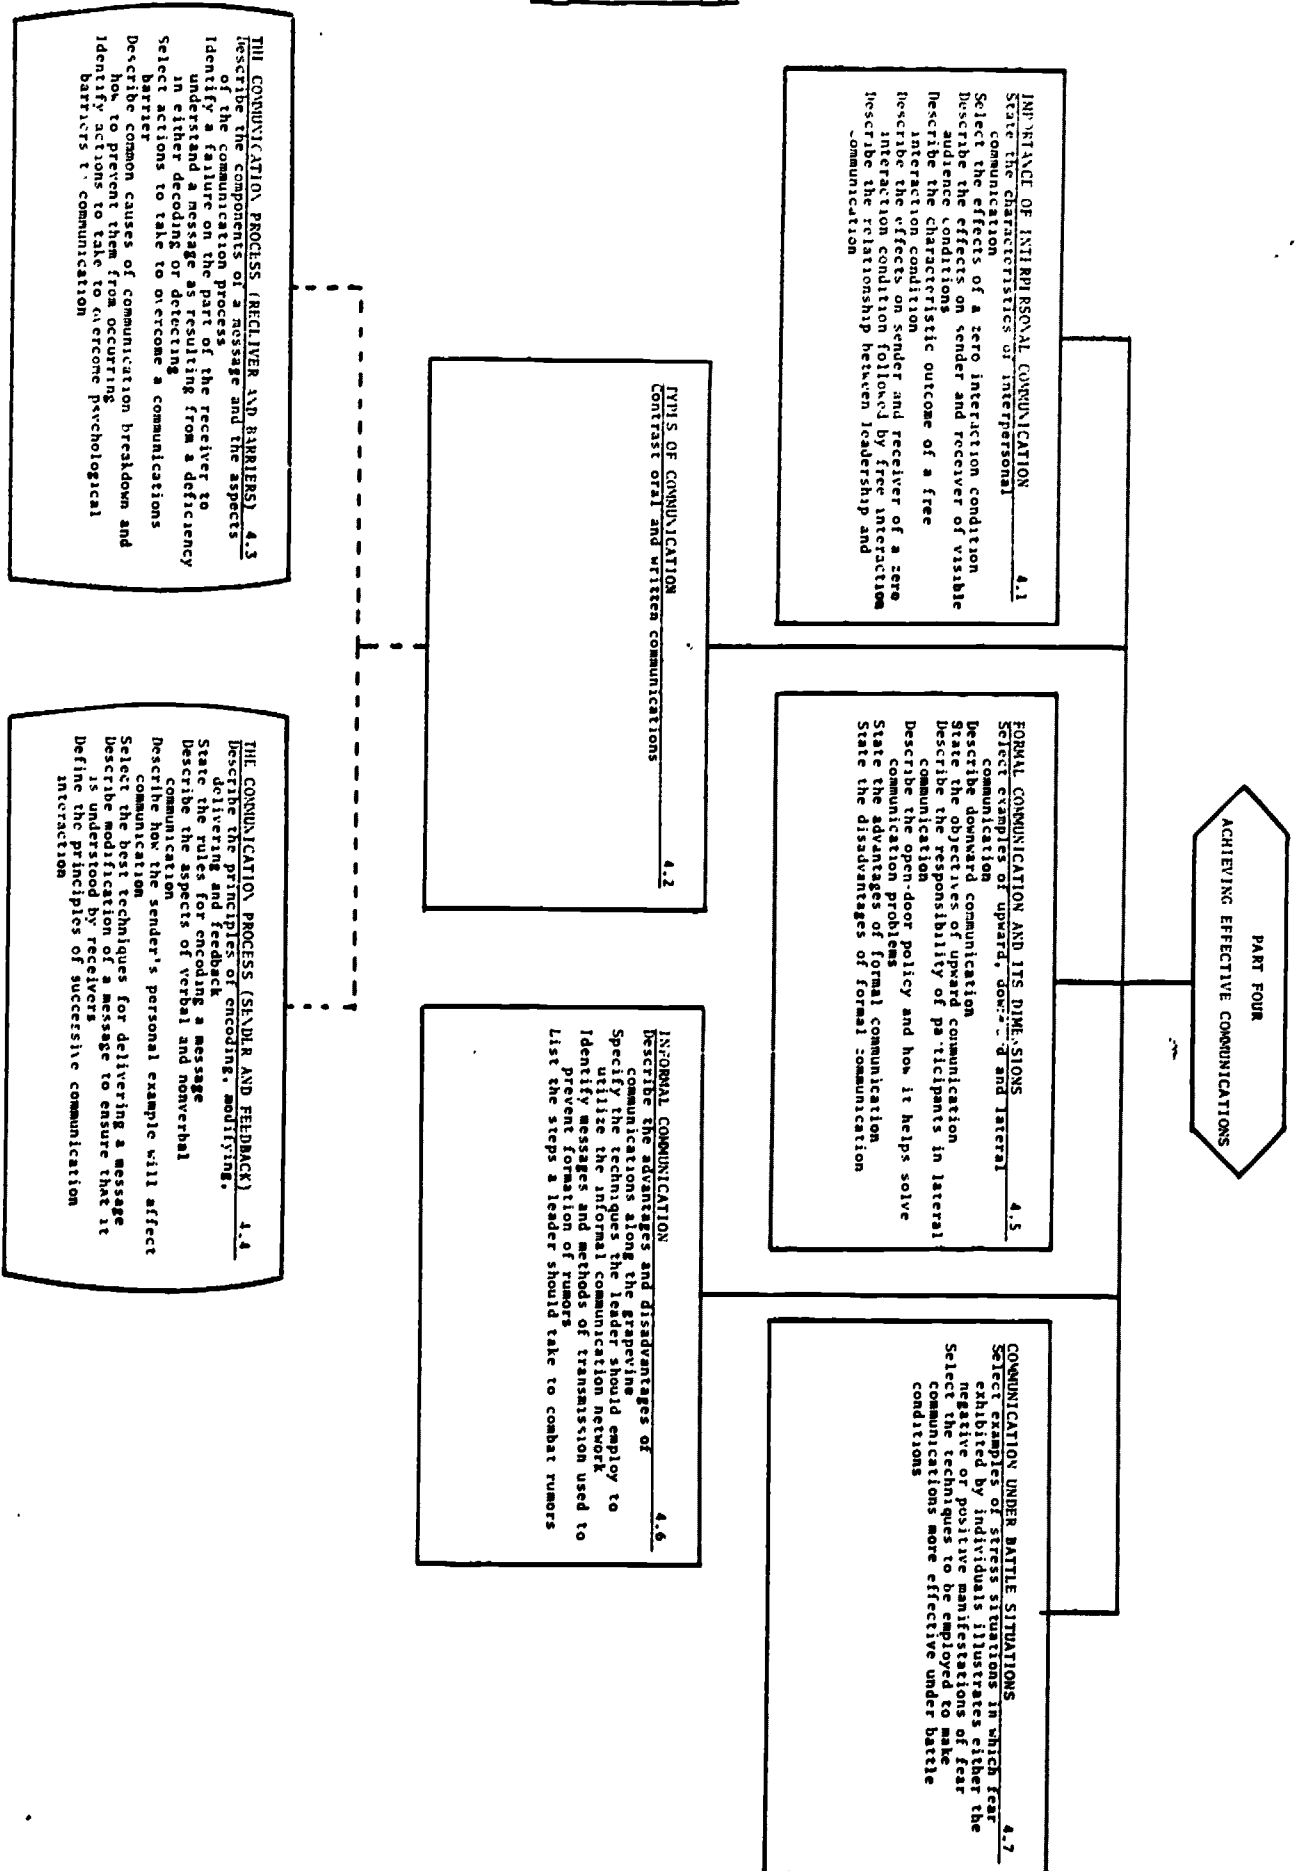 PART FOUR
ACHIEVING EFFECTIVE COMMUNICATIONS
IMPORTANCE OF INTERPERSONAL COMMUNICATION 4.1
State the characteristics of interpersonal
communication
Select the effects of a zero interaction condition
Describe the effects on sender and receiver of visible
audience conditions
Describe the characteristic outcome of a free
interaction condition
Describe the effects on sender and receiver of a zero
interaction condition followed by free interaction
Describe the relationship between leadership and
communication
FORMAL COMMUNICATION AND ITS DIMENSIONS 4.5
Select examples of upward, downward and lateral
communication
Describe downward communication
State the objectives of upward communication
Describe the responsibility of participants in lateral
communication
Describe the open-door policy and how it helps solve
communication problems
State the advantages of formal communication
State the disadvantages of formal communication
COMMUNICATION UNDER BATTLE SITUATIONS 4.7
Select examples of stress situations in which fear
exhibited by individuals illustrates either the
negative or positive manifestations of fear
Select the techniques to be employed to make
communications more effective under battle
conditions
TYPES OF COMMUNICATION 4.2
Contrast oral and written communications
INFORMAL COMMUNICATION 4.6
Describe the advantages and disadvantages of
communications along the grapevine
Specify the techniques the leader should employ to
utilize the informal communication network
Identify messages and methods of transmission used to
prevent formation of rumors
List the steps a leader should take to combat rumors
THE COMMUNICATION PROCESS (RECEIVER AND BARRIERS) 4.3
Describe the components of a message and the aspects
of the communication process
Identify a failure on the part of the receiver to
understand a message as resulting from a deficiency
in either decoding or detecting
Select actions to take to overcome a communications
barrier
Describe common causes of communication breakdown and
how to prevent them from occurring
Identify actions to take to overcome psychological
barriers to communication
THE COMMUNICATION PROCESS (SENDER AND FEEDBACK) 4.4
Describe the principles of encoding, modifying,
delivering and feedback
State the rules for encoding a message
Describe the aspects of verbal and nonverbal
communication
Describe how the sender's personal example will affect
communication
Select the best techniques for delivering a message
Describe modification of a message to ensure that it
is understood by receivers
Define the principles of successive communication
interaction